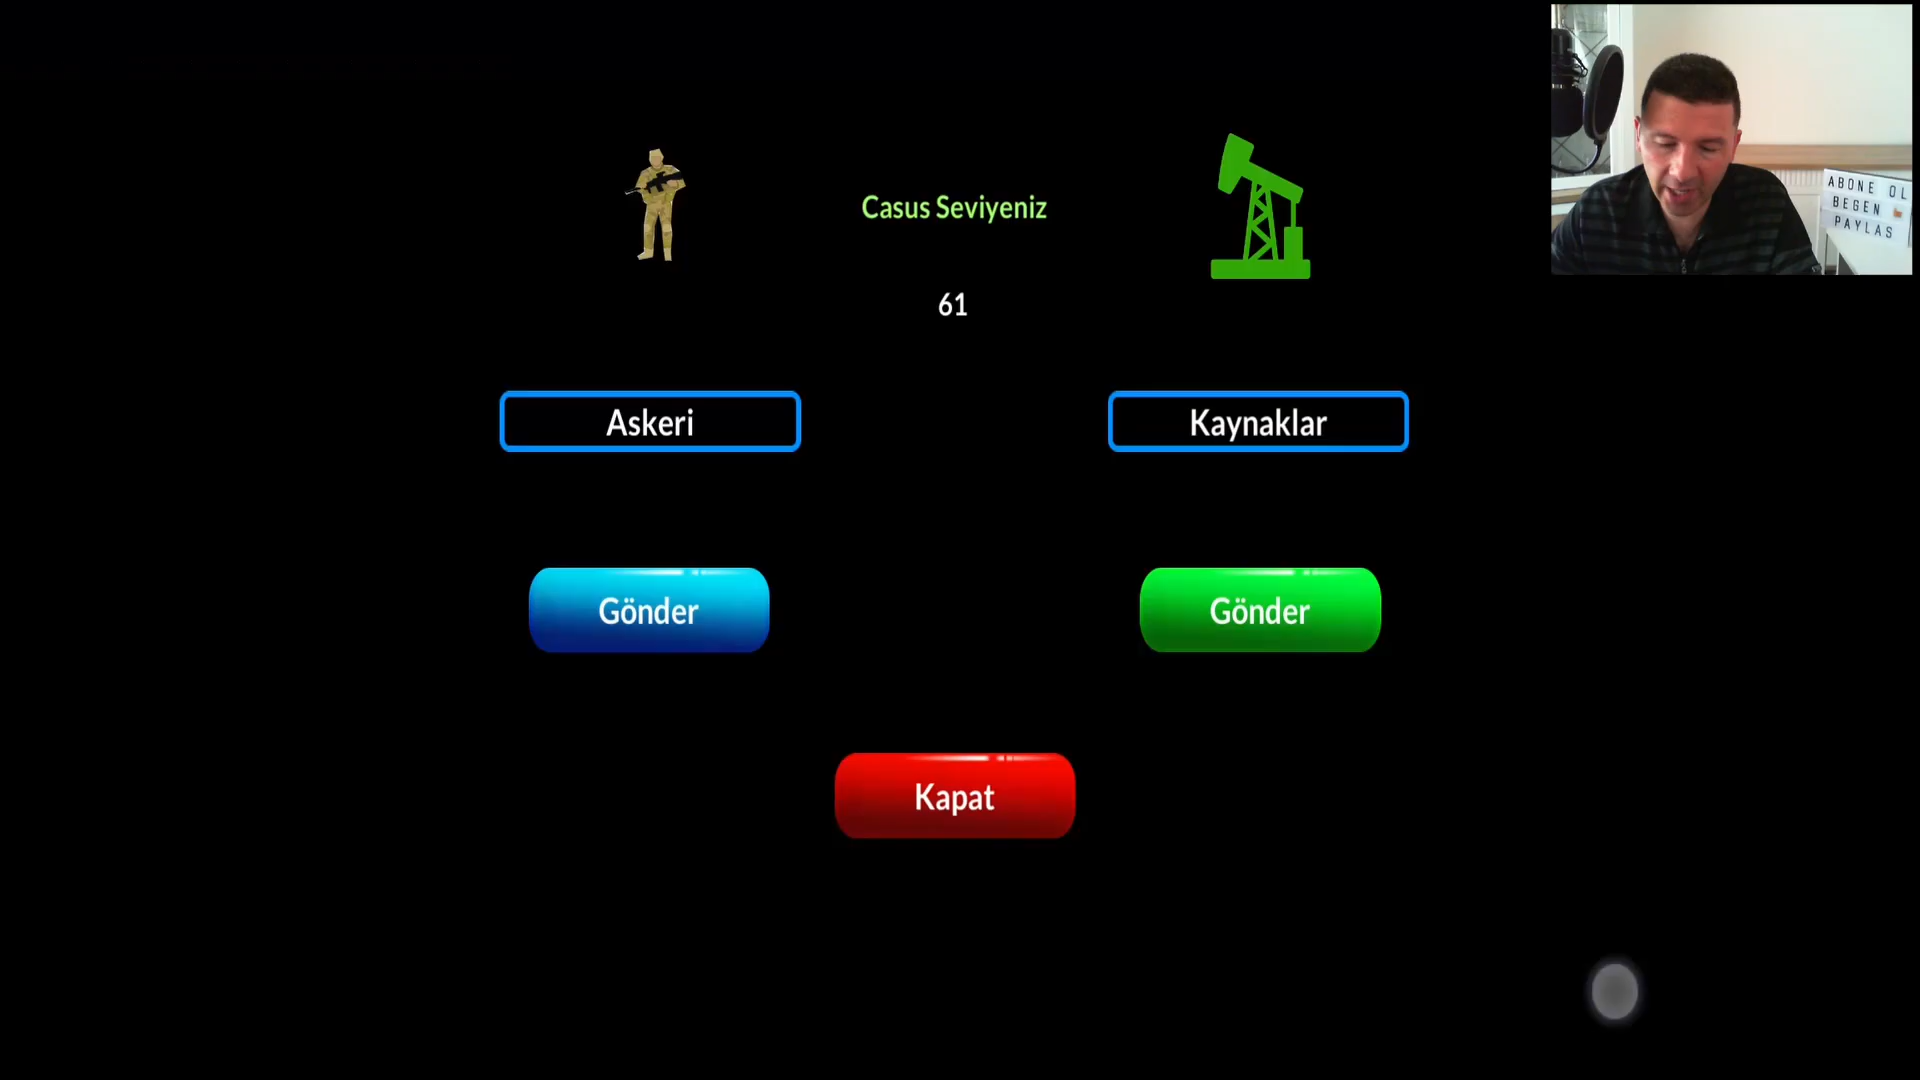 Casus Seviyeniz
61
Askeri
Kaynaklar
Gönder
Gönder
Kapat
ABONE OL
BEGEN
PAYLAS